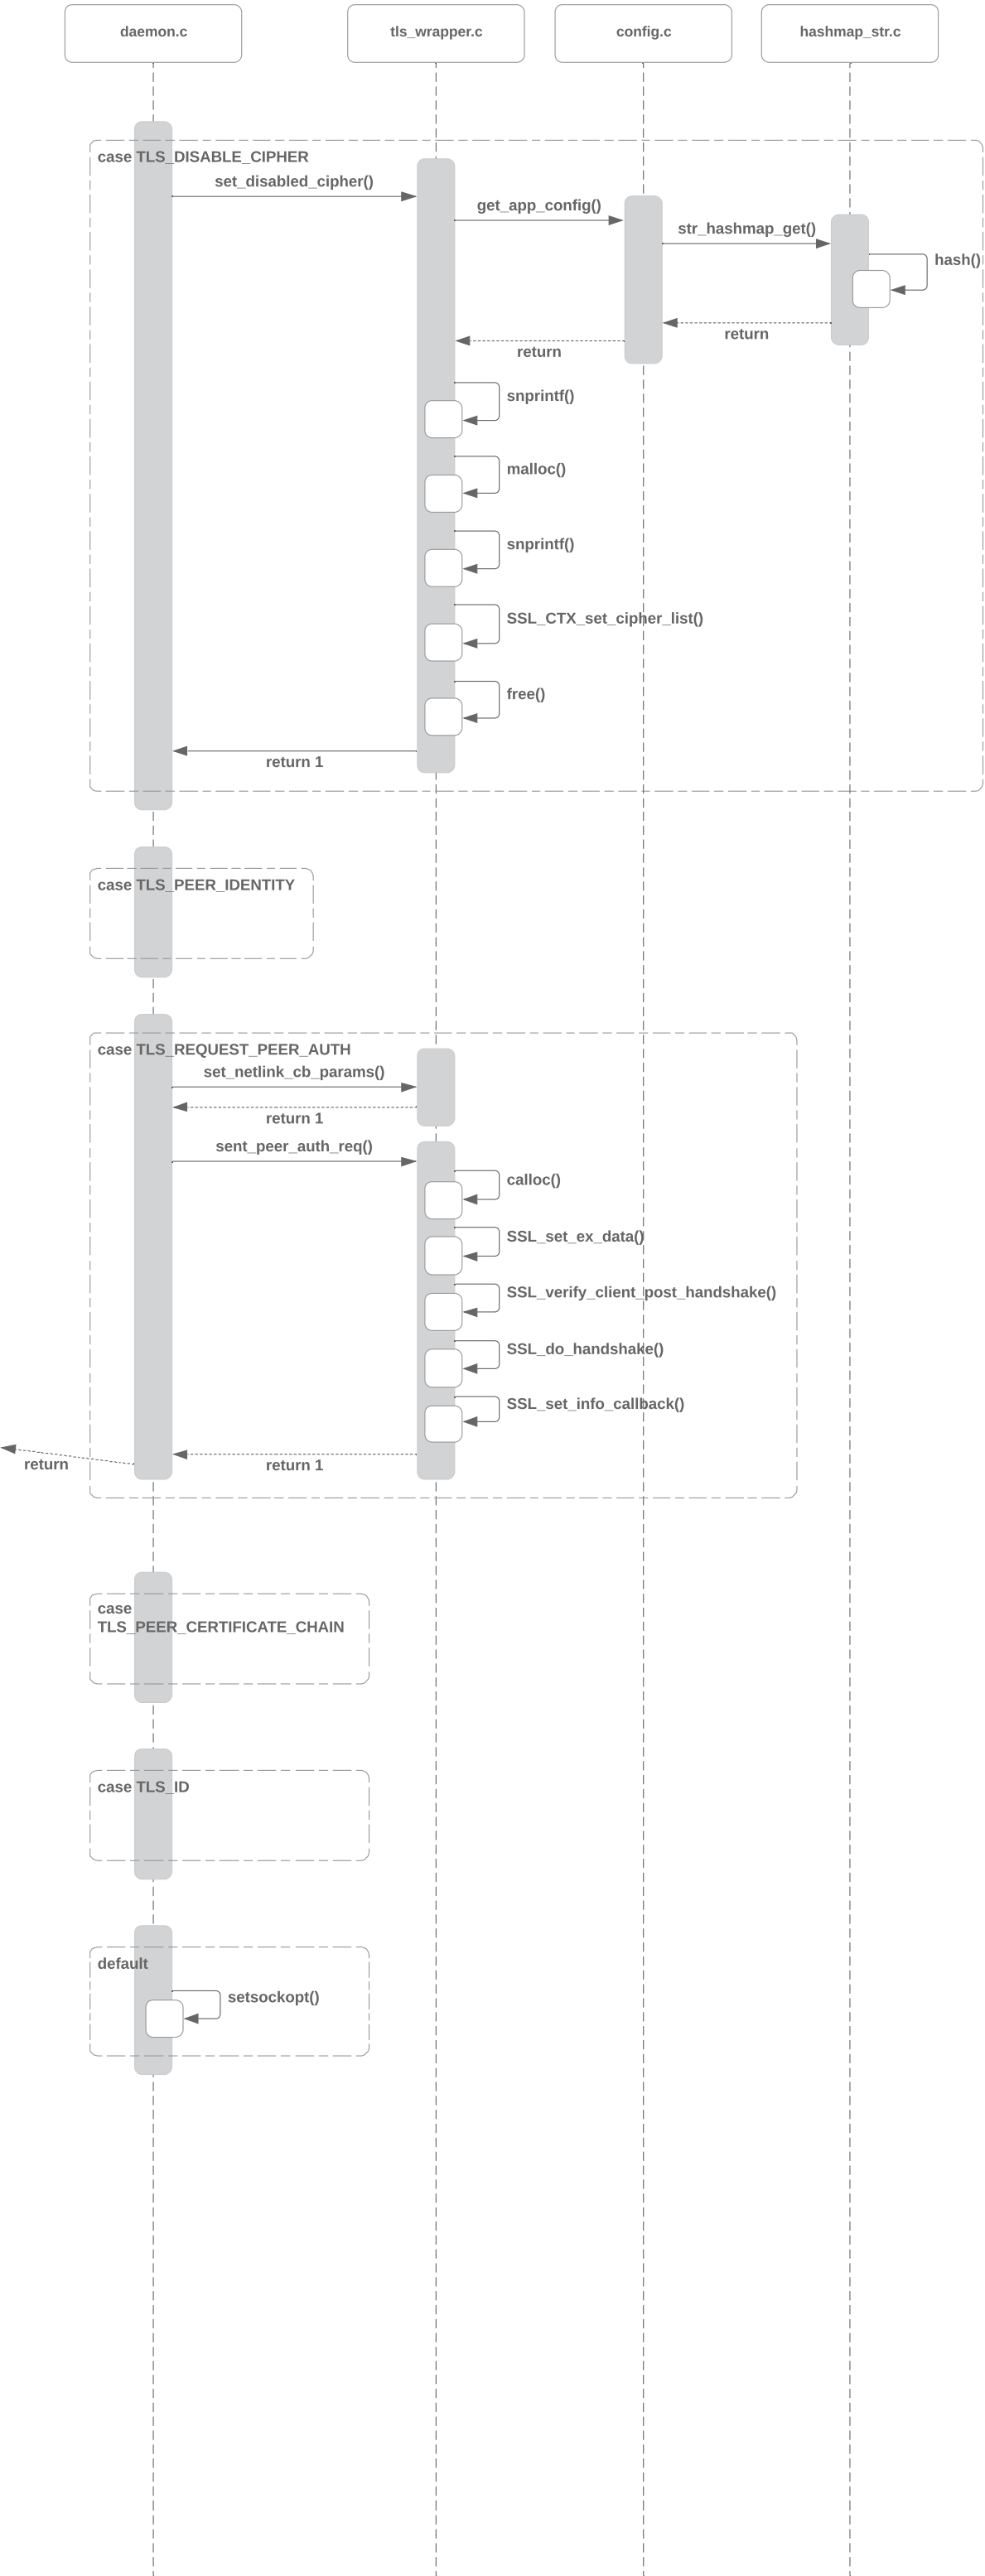 daemon.c
tls_wrapper.c
config.c
hashmap_str.c
case TLS_DISABLE_CIPHER
set_disabled_cipher()
get_app_config()
str_hashmap_get()
hash()
return
return
snprintf()
malloc()
snprintf()
SSL_CTX_set_cipher_list()
free()
return 1
case TLS_PEER_IDENTITY
case TLS_REQUEST_PEER_AUTH
set_netlink_cb_params()
return 1
sent_peer_auth_req()
calloc()
SSL_set_ex_data()
SSL_verify_client_post_handshake()
SSL_do_handshake()
SSL_set_info_callback()
return
return 1
case
TLS_PEER_CERTIFICATE_CHAIN
case TLS_ID
default
setsockopt()